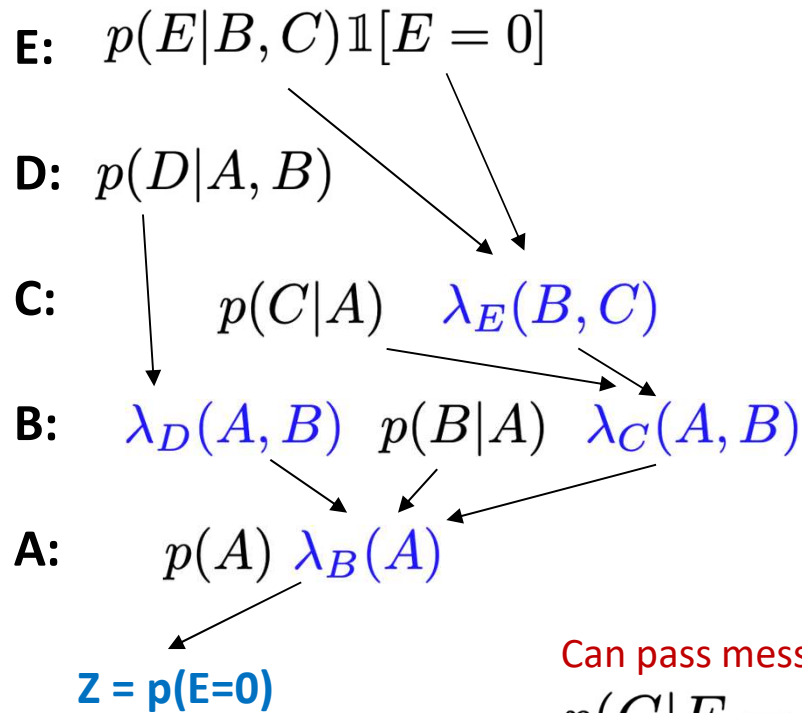 E: p(E|B, C)𝟙[E = 0]
D: p(D|A, B)
C: p(C|A) λ_E(B, C)
B: λ_D(A, B) p(B|A) λ_C(A, B)
A: p(A) λ_B(A)
Can pass mess
Z = p(E=0)